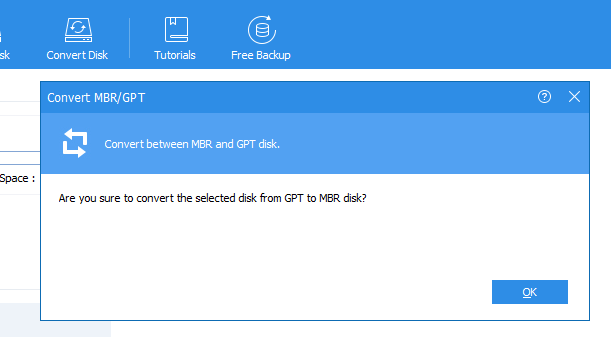 sk
Convert Disk
Tutorials
Free Backup
Convert MBR/GPT
Convert between MBR and GPT disk.
Space :
Are you sure to convert the selected disk from GPT to MBR disk?
OK